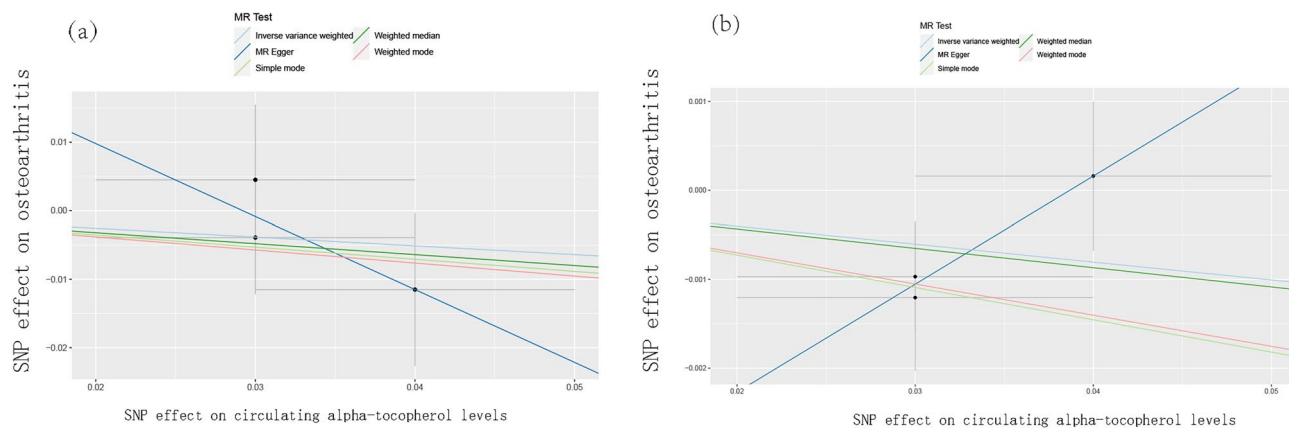 (a)
MR Test
Inverse variance weighted
Weighted median
MR Egger
Weighted mode
Simple mode
SNP effect on osteoarthritis
0.01
0.00
-0.01
-0.02
0.02
0.03
0.04
0.05
SNP effect on circulating alpha-tocopherol levels
(b)
MR Test
Inverse variance weighted
Weighted median
MR Egger
Weighted mode
Simple mode
SNP effect on osteoarthritis
0.001
0.000
-0.001
-0.002
0.02
0.03
0.04
0.05
SNP effect on circulating alpha-tocopherol levels